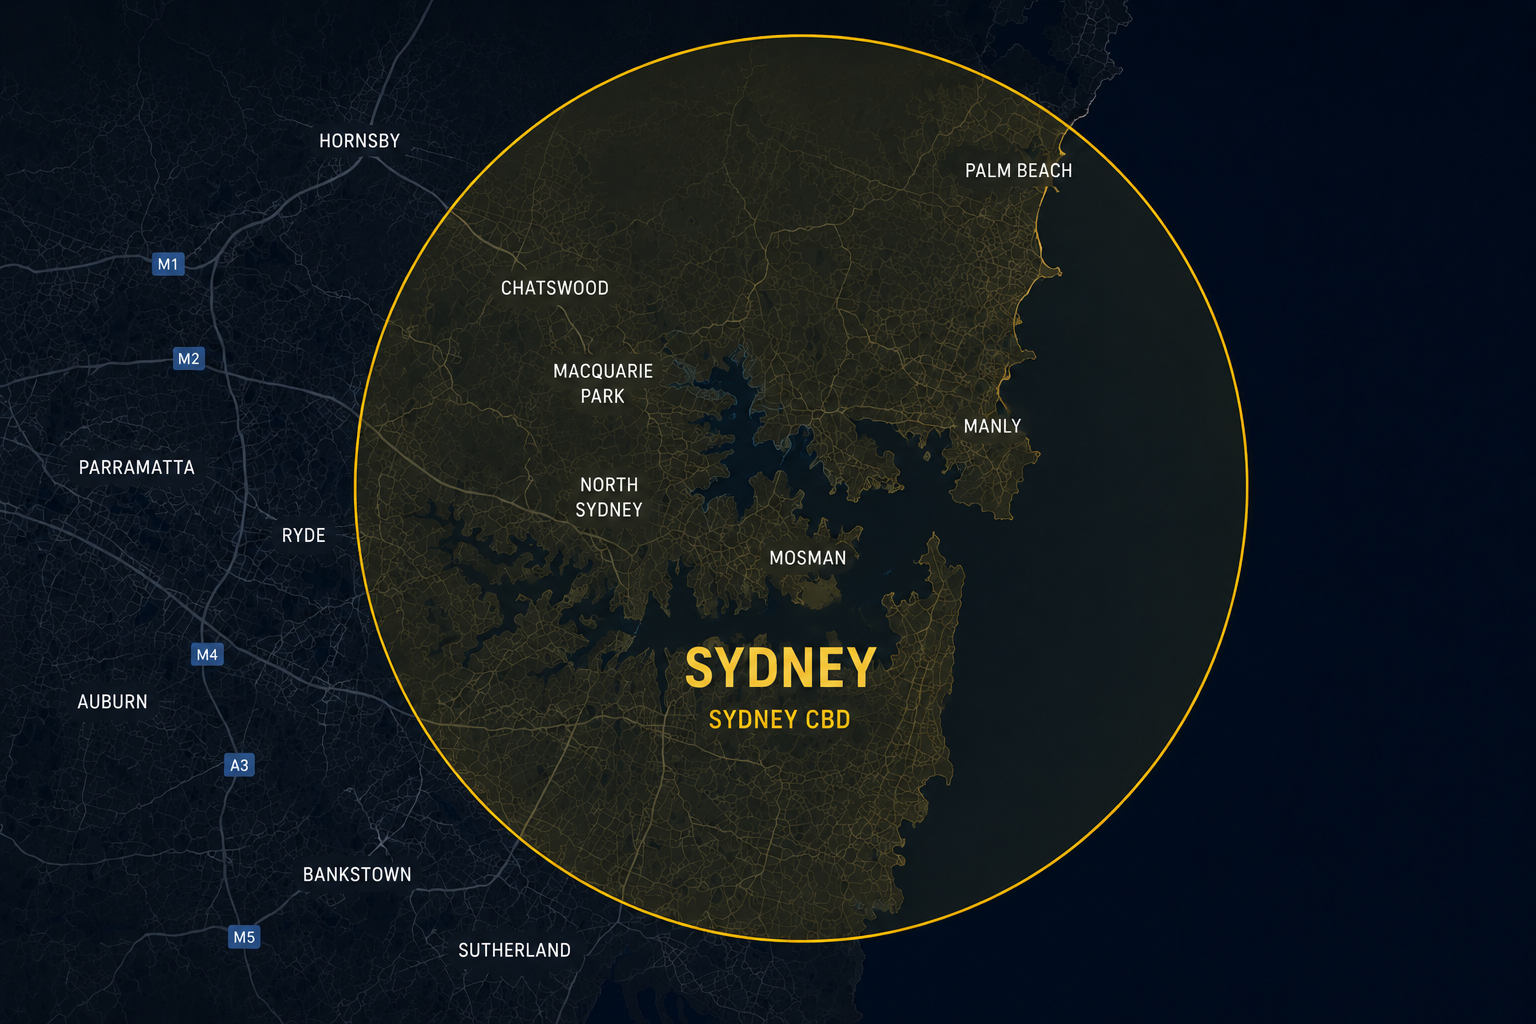 HORNSBY
PALM BEACH
M1
CHATSWOOD
M2
MACQUARIE
PARK
MANLY
PARRAMATTA
NORTH
SYDNEY
RYDE
MOSMAN
M4
SYDNEY
SYDNEY CBD
AUBURN
A3
BANKSTOWN
M5
SUTHERLAND